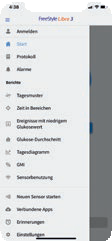 4:38
FreeStyle Libre 3
Anmelden
Start
Protokoll
Alarme
Berichte
Tagesmuster
Zeit in Bereichen
Ereignisse mit niedrigem
Glukosewert
Glukose-Durchschnitt
Tagesdiagramm
GMI
Sensorbenutzung
Neuen Sensor starten
Verbundene Apps
Erinnerungen
Einstellungen